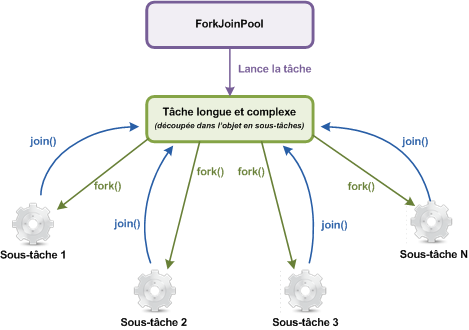 ForkJoinPool
Lance la tâche
Tâche longue et complexe
(découpée dans l'objet en sous-tâches)
join()
fork()
fork()
fork()
fork()
join()
join()
join()
Sous-tâche 1
Sous-tâche 2
Sous-tâche 3
Sous-tâche N